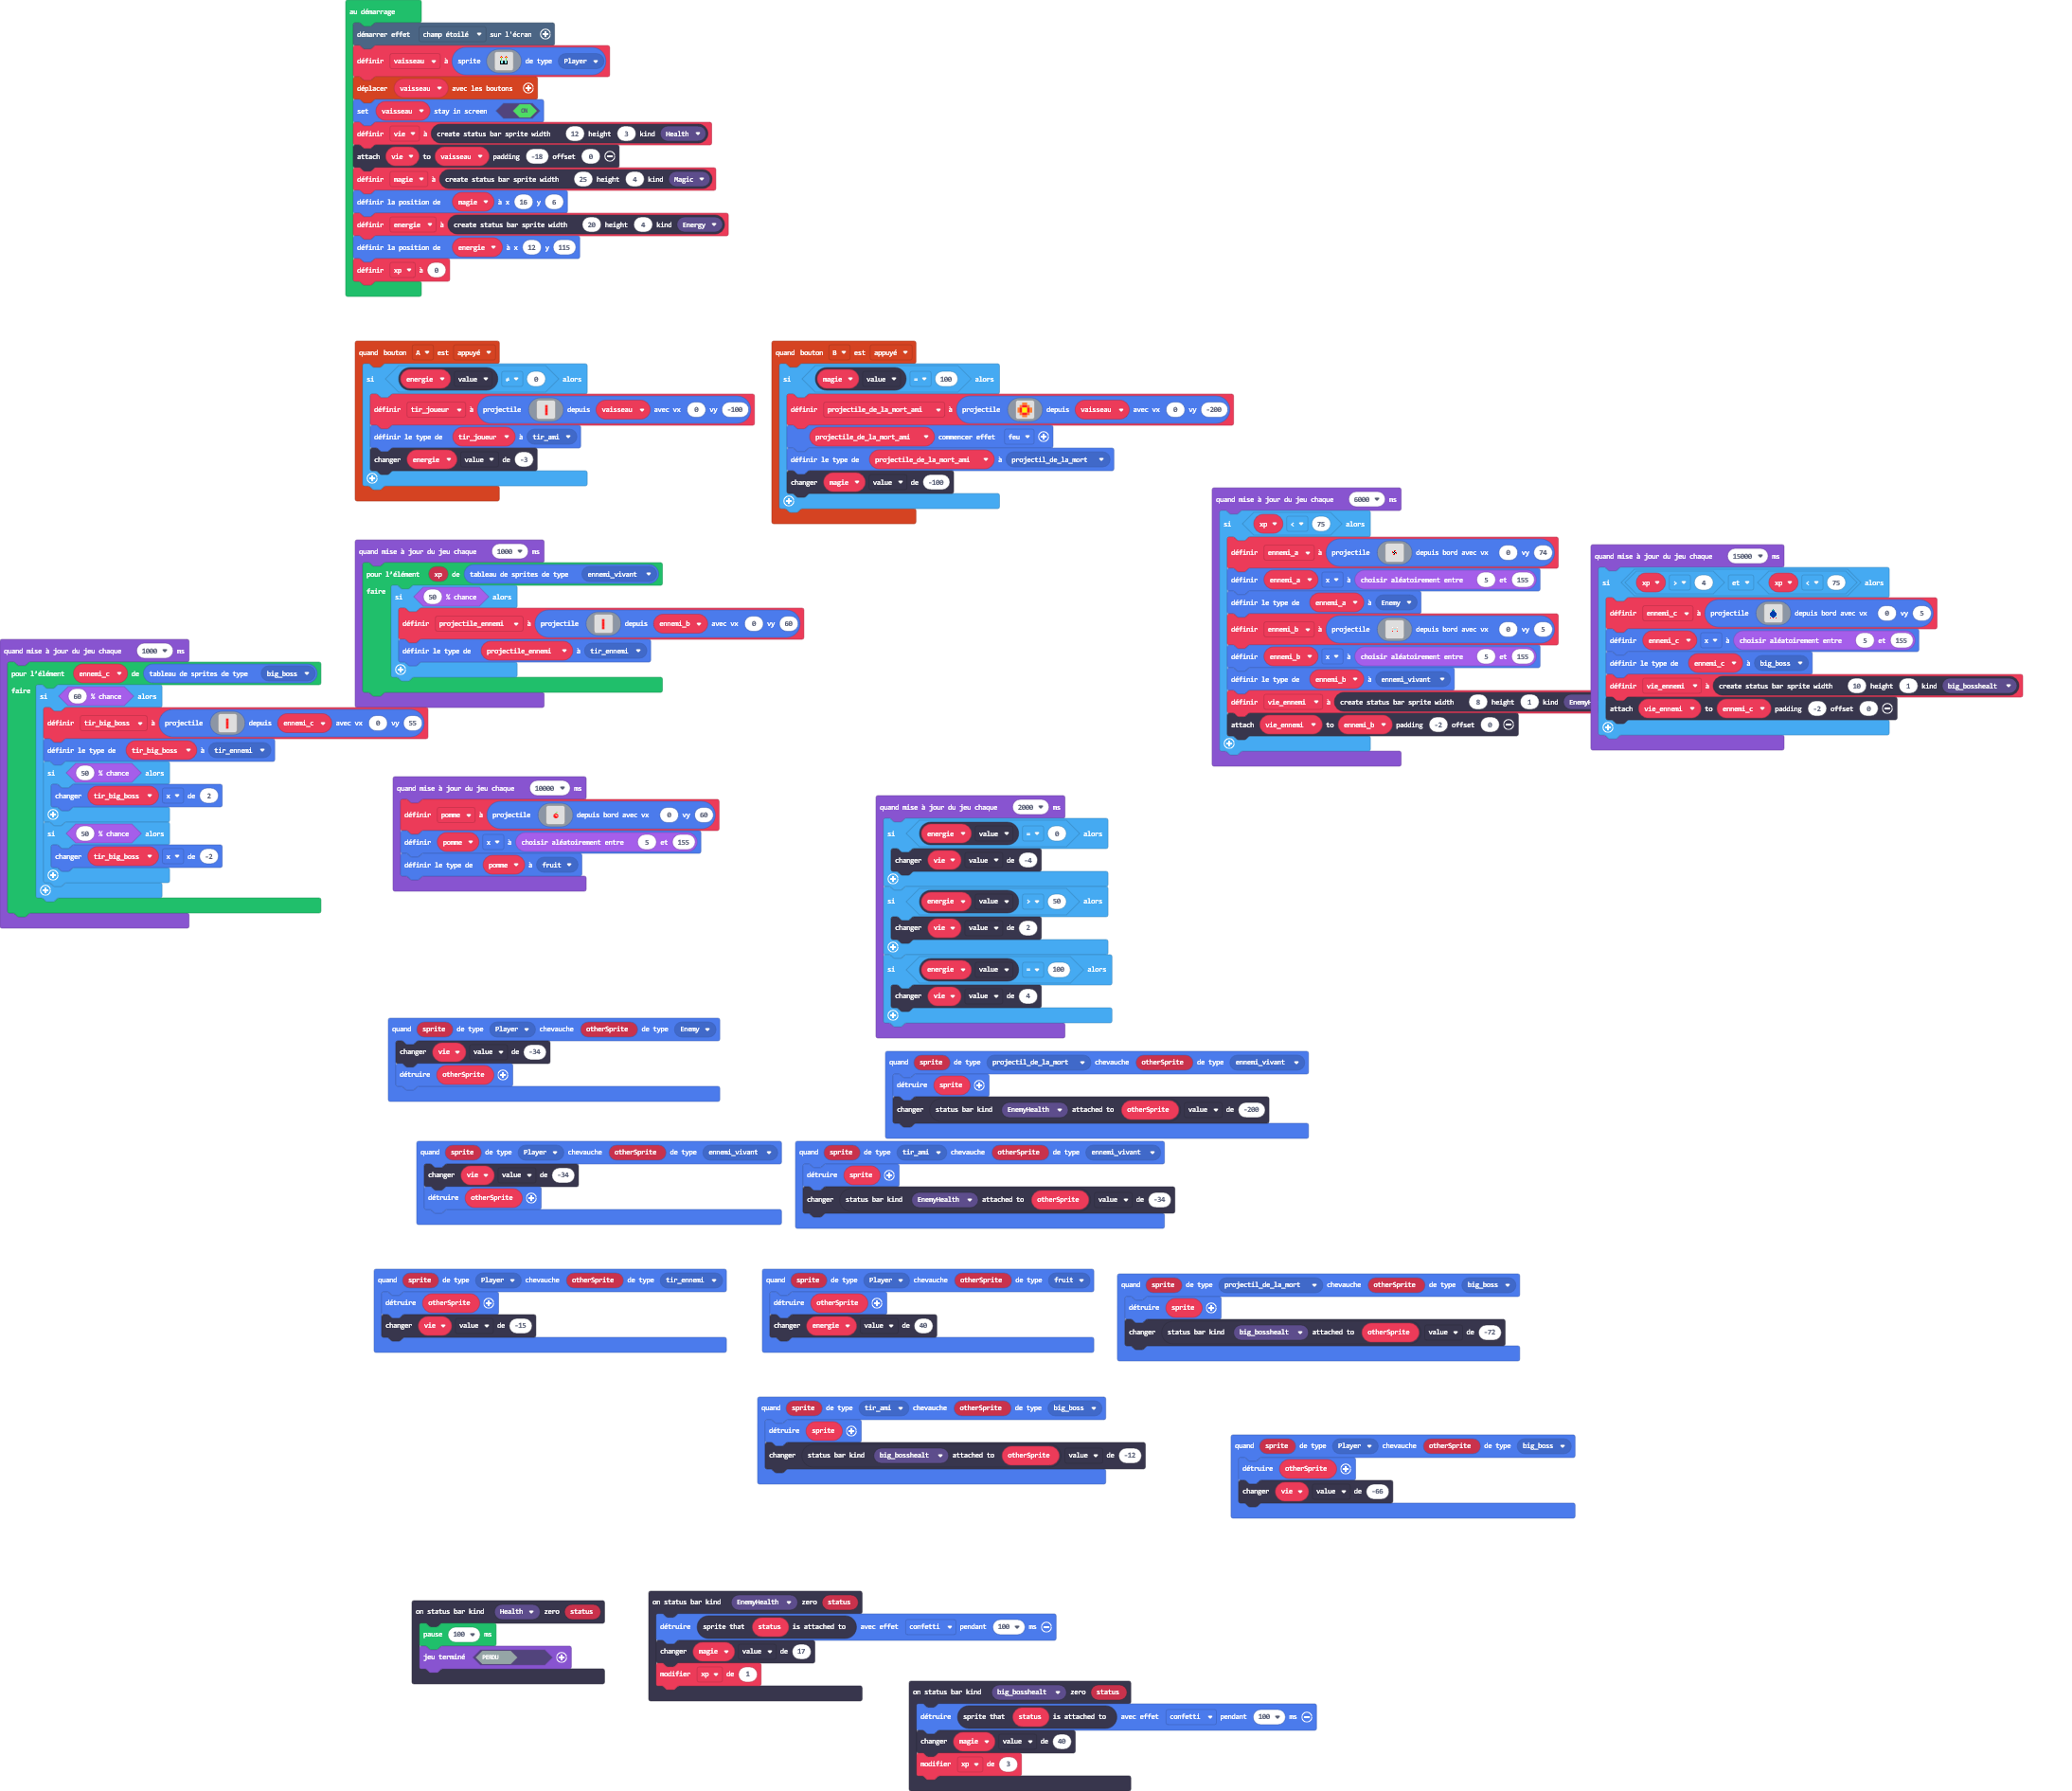 au démarrage
démarrer effet champ étoilé sur l'écran
définir vaisseau à sprite de type Player
déplacer vaisseau avec les boutons
set vaisseau stay in screen ON
définir vie à create status bar sprite width 12 height 3 kind Health
attach vie to vaisseau padding -18 offset 0
définir magie à create status bar sprite width 25 height 4 kind Magic
définir la position de magie à x 16 y 6
définir energie à create status bar sprite width 20 height 4 kind Energy
définir la position de energie à x 12 y 115
définir xp à 0
quand bouton A est appuyé
si energie value ≠ 0 alors
définir tir_joueur à projectile depuis vaisseau avec vx 0 vy -100
définir le type de tir_joueur à tir_ami
changer energie value de -3
quand bouton B est appuyé
si magie value = 100 alors
définir projectile_de_la_mort_ami à projectile depuis vaisseau avec vx 0 vy -200
projectile_de_la_mort_ami commencer effet feu
définir le type de projectile_de_la_mort_ami à projectil_de_la_mort
changer magie value de -100
quand mise à jour du jeu chaque 6000 ms
si xp < 75 alors
définir ennemi_a à projectile depuis bord avec vx 0 vy 74
définir ennemi_a x à choisir aléatoirement entre 5 et 155
définir le type de ennemi_a à Enemy
définir ennemi_b à projectile depuis bord avec vx 0 vy 5
définir ennemi_b x à choisir aléatoirement entre 5 et 155
définir le type de ennemi_b à ennemi_vivant
définir vie_ennemi à create status bar sprite width 8 height 1 kind EnemyH
attach vie_ennemi to ennemi_b padding -2 offset 0
quand mise à jour du jeu chaque 15000 ms
si xp > 4 et xp < 75 alors
définir ennemi_c à projectile depuis bord avec vx 0 vy 5
définir ennemi_c x à choisir aléatoirement entre 5 et 155
définir le type de ennemi_c à big_boss
définir vie_ennemi à create status bar sprite width 10 height 1 kind big_bosshealt
attach vie_ennemi to ennemi_c padding -2 offset 0
quand mise à jour du jeu chaque 1000 ms
pour l'élément xp de tableau de sprites de type ennemi_vivant
faire si 50 % chance alors
définir projectile_ennemi à projectile depuis ennemi_b avec vx 0 vy 60
définir le type de projectile_ennemi à tir_ennemi
quand mise à jour du jeu chaque 1000 ms
pour l'élément ennemi_c de tableau de sprites de type big_boss
faire si 60 % chance alors
définir tir_big_boss à projectile depuis ennemi_c avec vx 0 vy 55
définir le type de tir_big_boss à tir_ennemi
si 50 % chance alors
changer tir_big_boss x de 2
si 50 % chance alors
changer tir_big_boss x de -2
quand mise à jour du jeu chaque 10000 ms
définir pomme à projectile depuis bord avec vx 0 vy 60
définir pomme x à choisir aléatoirement entre 5 et 155
définir le type de pomme à fruit
quand mise à jour du jeu chaque 2000 ms
si energie value = 0 alors
changer vie value de -4
si energie value > 50 alors
changer vie value de 2
si energie value = 100 alors
changer vie value de 4
quand sprite de type Player chevauche otherSprite de type Enemy
changer vie value de -34
détruire otherSprite
quand sprite de type projectil_de_la_mort chevauche otherSprite de type ennemi_vivant
détruire sprite
changer status bar kind EnemyHealth attached to otherSprite value de -200
quand sprite de type Player chevauche otherSprite de type ennemi_vivant
changer vie value de -34
détruire otherSprite
quand sprite de type tir_ami chevauche otherSprite de type ennemi_vivant
détruire sprite
changer status bar kind EnemyHealth attached to otherSprite value de -34
quand sprite de type Player chevauche otherSprite de type tir_ennemi
détruire otherSprite
changer vie value de -15
quand sprite de type Player chevauche otherSprite de type fruit
détruire otherSprite
changer energie value de 40
quand sprite de type projectil_de_la_mort chevauche otherSprite de type big_boss
détruire sprite
changer status bar kind big_bosshealt attached to otherSprite value de -72
quand sprite de type tir_ami chevauche otherSprite de type big_boss
détruire sprite
changer status bar kind big_bosshealt attached to otherSprite value de -12
quand sprite de type Player chevauche otherSprite de type big_boss
détruire otherSprite
changer vie value de -66
on status bar kind Health zero status
pause 100 ms
jeu terminé PERDU
on status bar kind EnemyHealth zero status
détruire sprite that status is attached to avec effet confetti pendant 100 ms
changer magie value de 17
modifier xp de 1
on status bar kind big_bosshealt zero status
détruire sprite that status is attached to avec effet confetti pendant 100 ms
changer magie value de 40
modifier xp de 3